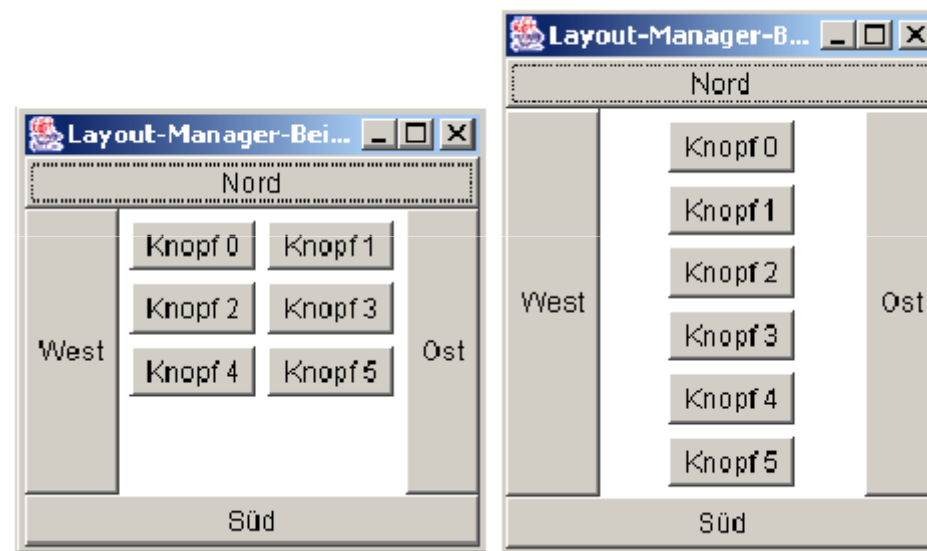 Layout-Manager-Bei...
Nord
Knopf 0 Knopf 1
Knopf 2 Knopf 3
West
Knopf 4 Knopf 5
Ost
Süd
Layout-Manager-B...
Nord
Knopf 0
Knopf 1
Knopf 2
West
Ost
Knopf 3
Knopf 4
Knopf 5
Süd